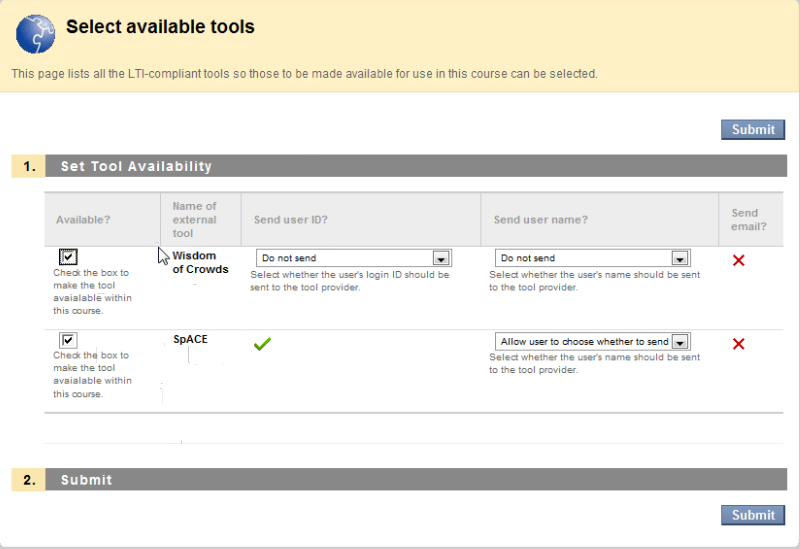 Select available tools
This page lists all the LTI-compliant tools so those to be made available for use in this course can be selected.
Submit
1. Set Tool Availability
Available?
Name of
external
tool
Send user ID?
Send user name?
Send
email?
Check the box to
make the tool
avaialable within
this course.
Wisdom
of Crowds
Do not send
Select whether the user's login ID should be
sent to the tool provider.
Do not send
Select whether the user's name should be sent
to the tool provider.
Check the box to
make the tool
avaialable within
this course.
SpACE
Allow user to choose whether to send
Select whether the user's name should be sent
to the tool provider.
2. Submit
Submit